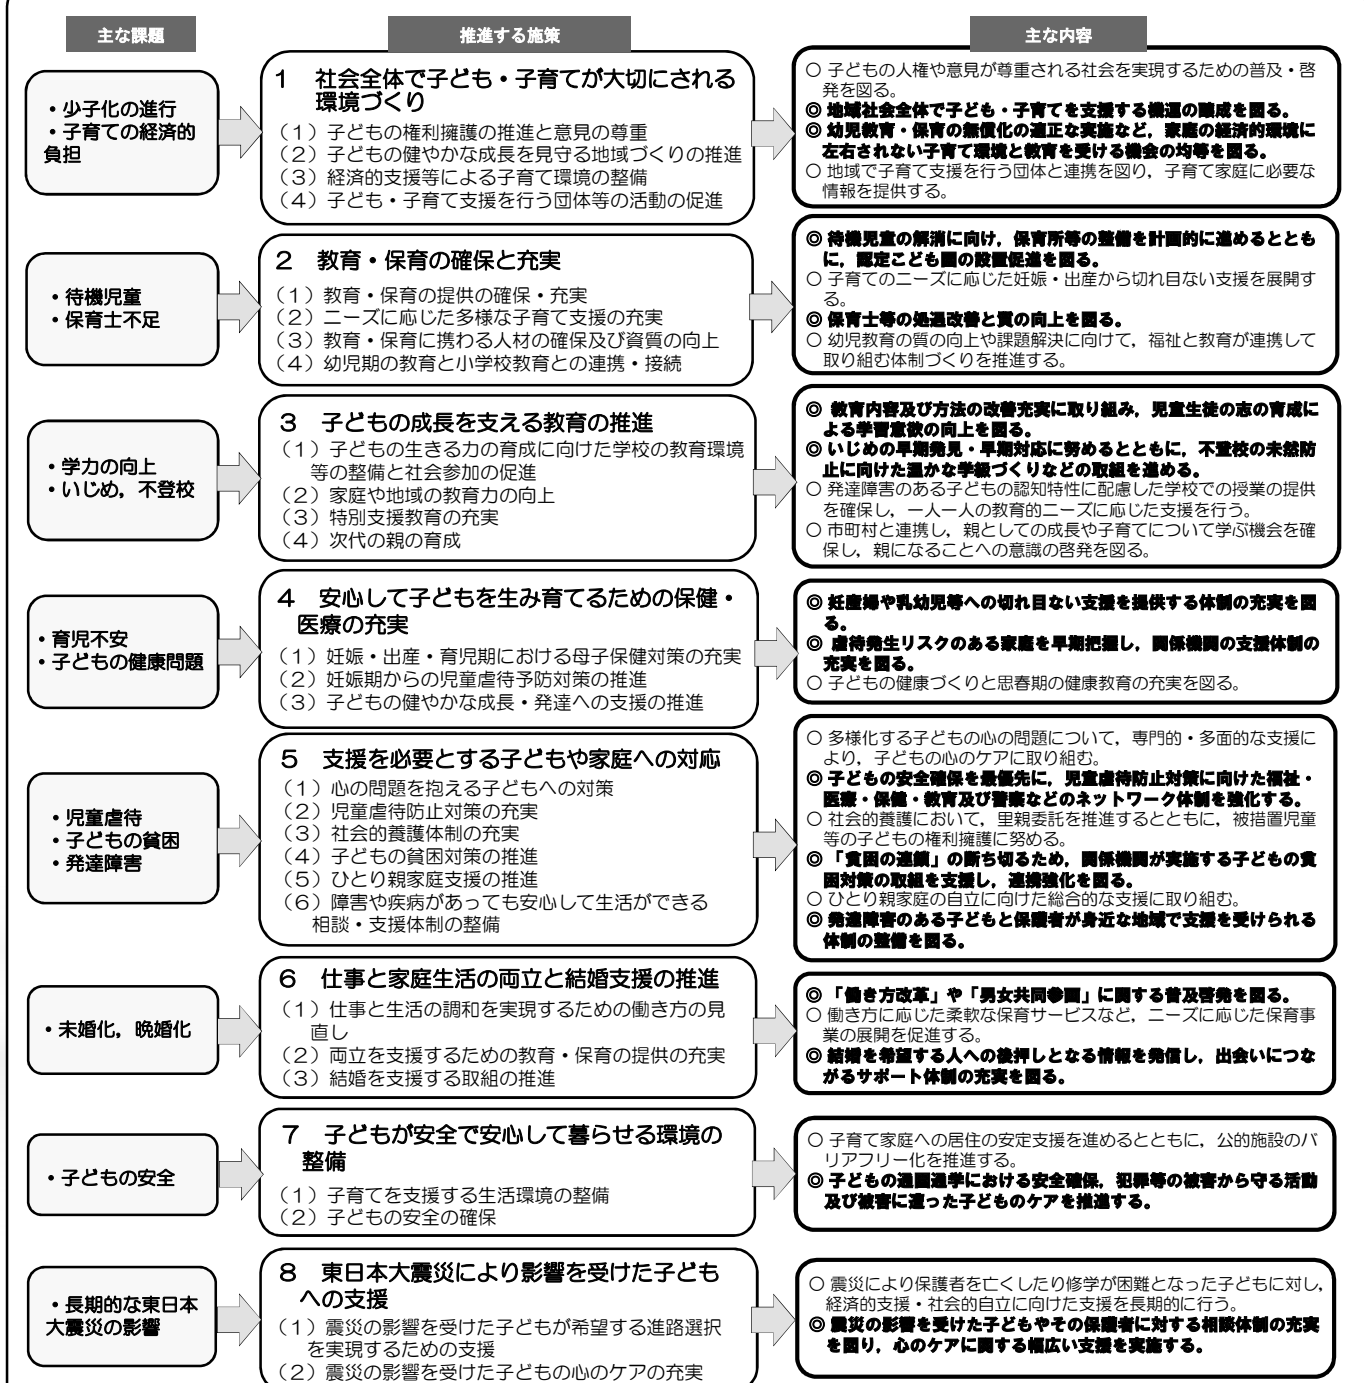 主な課題
推進する施策
主な内容
・少子化の進行
・子育ての経済的
負担
1 社会全体で子ども・子育てが大切にされる
環境づくり
(1)子どもの権利擁護の推進と意見の尊重
(2)子どもの健やかな成長を見守る地域づくりの推進
(3)経済的支援等による子育て環境の整備
(4)子ども・子育て支援を行う団体等の活動の促進
○ 子どもの人権や意見が尊重される社会を実現するための普及・啓
発を図る。
◎ 地域社会全体で子ども・子育てを支援する機運の醸成を図る。
◎ 幼児教育・保育の無償化の適正な実施など，家庭の経済的環境に
左右されない子育て環境と教育を受ける機会の均等を図る。
○ 地域で子育て支援を行う団体と連携を図り，子育て家庭に必要な
情報を提供する。
・待機児童
・保育士不足
2 教育・保育の確保と充実
(1)教育・保育の提供の確保・充実
(2)ニーズに応じた多様な子育て支援の充実
(3)教育・保育に携わる人材の確保及び資質の向上
(4)幼児期の教育と小学校教育との連携・接続
◎ 待機児童の解消に向け，保育所等の整備を計画的に進めるととも
に，認定こども園の設置促進を図る。
○ 子育てのニーズに応じた妊娠・出産から切れ目ない支援を展開す
る。
◎ 保育士等の処遇改善と質の向上を図る。
○ 幼児教育の質の向上や課題解決に向けて，福祉と教育が連携して
取り組む体制づくりを推進する。
・学力の向上
・いじめ，不登校
3 子どもの成長を支える教育の推進
(1)子どもの生きる力の育成に向けた学校の教育環境
等の整備と社会参加の促進
(2)家庭や地域の教育力の向上
(3)特別支援教育の充実
(4)次代の親の育成
◎ 教育内容及び方法の改善充実に取り組み，児童生徒の志の育成に
よる学習意欲の向上を図る。
◎ いじめの早期発見・早期対応に努めるとともに，不登校の未然防
止に向けた温かな学級づくりなどの取組を進める。
○ 発達障害のある子どもの認知特性に配慮した学校での授業の提供
を確保し，一人一人の教育的ニーズに応じた支援を行う。
○ 市町村と連携し，親としての成長や子育てについて学ぶ機会を確
保し，親になることへの意識の啓発を図る。
・育児不安
・子どもの健康問題
4 安心して子どもを生み育てるための保健・
医療の充実
(1)妊娠・出産・育児期における母子保健対策の充実
(2)妊娠期からの児童虐待予防対策の推進
(3)子どもの健やかな成長・発達への支援の推進
◎ 妊産婦や乳幼児等への切れ目ない支援を提供する体制の充実を図
る。
◎ 虐待発生リスクのある家庭を早期把握し，関係機関の支援体制の
充実を図る。
○ 子どもの健康づくりと思春期の健康教育の充実を図る。
・児童虐待
・子どもの貧困
・発達障害
5 支援を必要とする子どもや家庭への対応
(1)心の問題を抱える子どもへの対策
(2)児童虐待防止対策の充実
(3)社会的養護体制の充実
(4)子どもの貧困対策の推進
(5)ひとり親家庭支援の推進
(6)障害や疾病があっても安心して生活ができる
相談・支援体制の整備
○ 多様化する子どもの心の問題について，専門的・多面的な支援に
より，子どもの心のケアに取り組む。
◎ 子どもの安全確保を最優先に，児童虐待防止対策に向けた福祉・
医療・保健・教育及び警察などのネットワーク体制を強化する。
○ 社会的養護において，里親委託を推進するとともに，被措置児童
等の子どもの権利擁護に努める。
◎ 「貧困の連鎖」の断ち切るため，関係機関が実施する子どもの貧
困対策の取組を支援し，連携強化を図る。
○ ひとり親家庭の自立に向けた総合的な支援に取り組む。
◎ 発達障害のある子どもと保護者が身近な地域で支援を受けられる
体制の整備を図る。
・未婚化，晩婚化
6 仕事と家庭生活の両立と結婚支援の推進
(1)仕事と生活の調和を実現するための働き方の見
直し
(2)両立を支援するための教育・保育の提供の充実
(3)結婚を支援する取組の推進
◎ 「働き方改革」や「男女共同参画」に関する普及啓発を図る。
○ 働き方に応じた柔軟な保育サービスなど，ニーズに応じた保育事
業の展開を促進する。
◎ 結婚を希望する人への後押しとなる情報を発信し，出会いにつな
がるサポート体制の充実を図る。
・子どもの安全
7 子どもが安全で安心して暮らせる環境の
整備
(1)子育てを支援する生活環境の整備
(2)子どもの安全の確保
○ 子育て家庭への居住の安定支援を進めるとともに，公的施設のバ
リアフリー化を推進する。
◎ 子どもの通園通学における安全確保，犯罪等の被害から守る活動
及び被害に遭った子どものケアを推進する。
・長期的な東日本
大震災の影響
8 東日本大震災により影響を受けた子ども
への支援
(1)震災の影響を受けた子どもが希望する進路選択
を実現するための支援
(2)震災の影響を受けた子どもの心のケアの充実
○ 震災により保護者を亡くしたり修学が困難となった子どもに対し，
経済的支援・社会的自立に向けた支援を長期的に行う。
◎ 震災の影響を受けた子どもやその保護者に対する相談体制の充実
を図り，心のケアに関する幅広い支援を実施する。